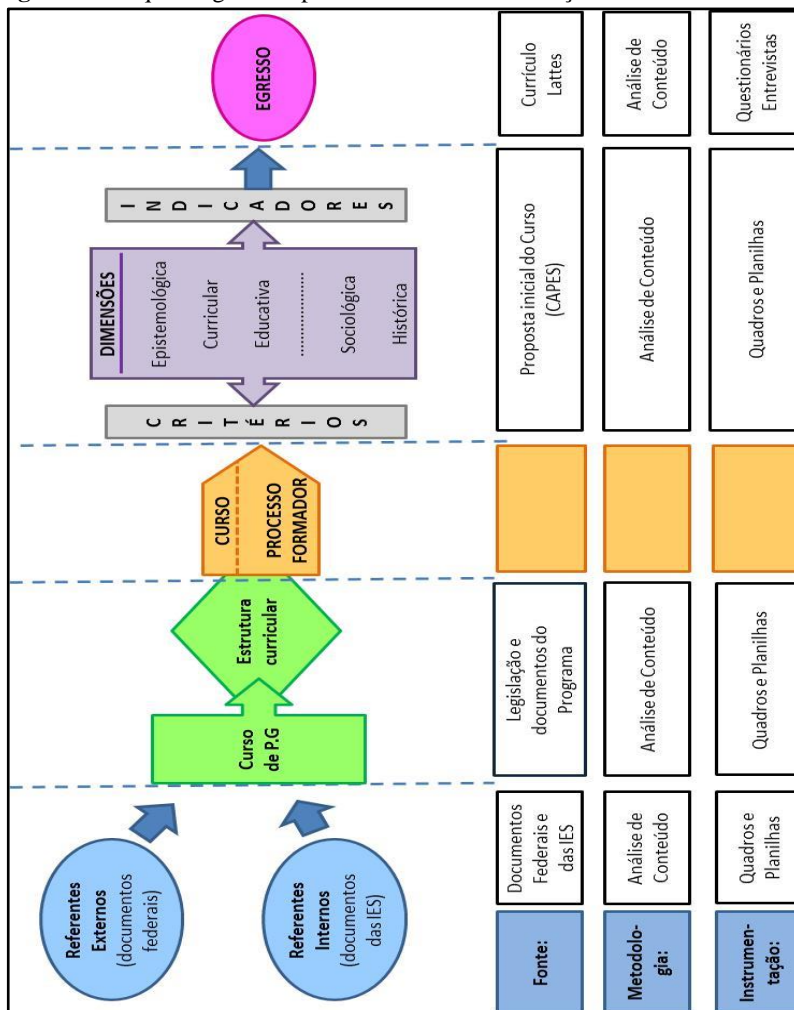 Referentes
Externos
(documentos
federais)
Referentes
Internos
(documentos
das IES)
Curso
de P.G
Estrutura
curricular
CURSO
PROCESSO
FORMADOR
CRITÉRIOS
DIMENSÕES
Epistemológica
Curricular
Educativa
....................
Sociológica
Histórica
INDICADORES
EGRESSO
Fonte:
Documentos
Federais e
das IES
Legislação e
documentos do
Programa
Proposta inicial do Curso
(CAPES)
Currículo
Lattes
Metodolo-
gia:
Análise de
Conteúdo
Análise de Conteúdo
Análise de Conteúdo
Análise de
Conteúdo
Instrumen-
tação:
Quadros e
Planilhas
Quadros e Planilhas
Quadros e Planilhas
Questionários
Entrevistas